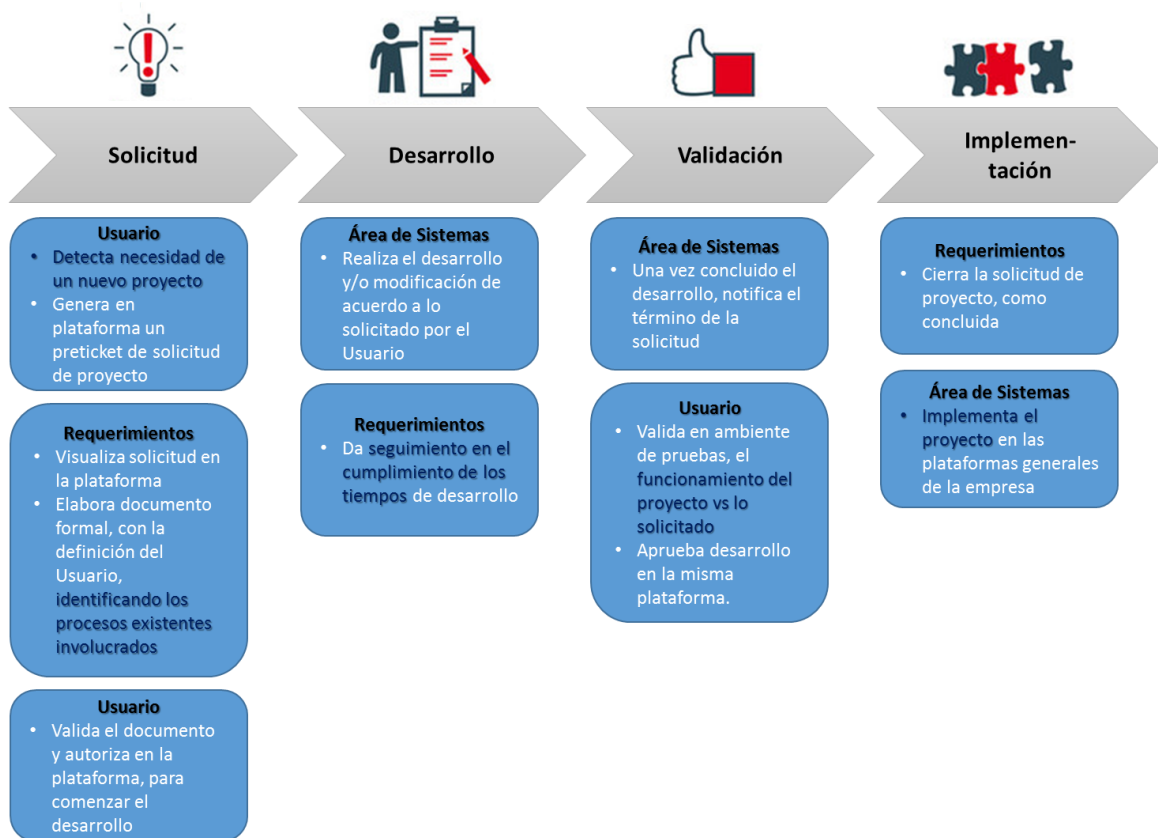 Solicitud
Usuario
• Detecta necesidad de
un nuevo proyecto
• Genera en
plataforma un
preticket de solicitud
de proyecto
Requerimientos
• Visualiza solicitud en
la plataforma
• Elabora documento
formal, con la
definición del
Usuario,
identificando los
procesos existentes
involucrados
Usuario
• Valida el documento
y autoriza en la
plataforma, para
comenzar el
desarrollo
Desarrollo
Área de Sistemas
• Realiza el desarrollo
y/o modificación de
acuerdo a lo
solicitado por el
Usuario
Requerimientos
• Da seguimiento en el
cumplimiento de los
tiempos de desarrollo
Validación
Área de Sistemas
• Una vez concluido el
desarrollo, notifica el
término de la
solicitud
Usuario
• Valida en ambiente
de pruebas, el
funcionamiento del
proyecto vs lo
solicitado
• Aprueba desarrollo
en la misma
plataforma.
Implemen-
tación
Requerimientos
• Cierra la solicitud de
proyecto, como
concluida
Área de Sistemas
• Implementa el
proyecto en las
plataformas generales
de la empresa